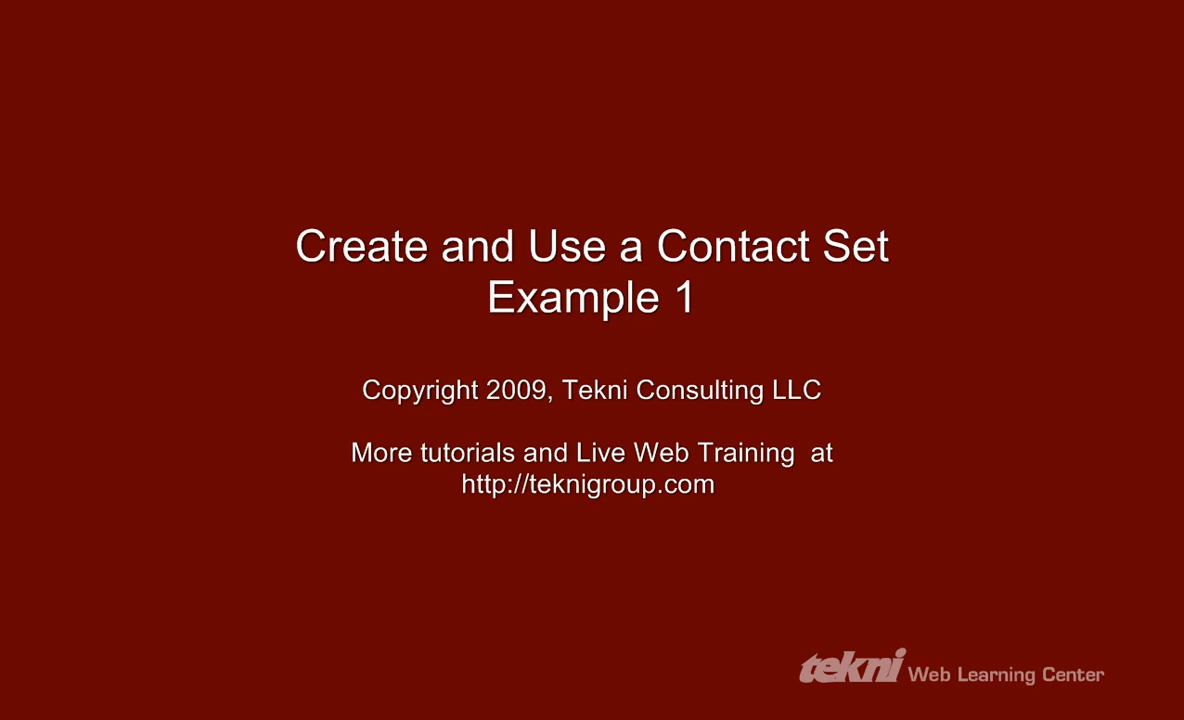 Create and Use a Contact Set
Example 1
Copyright 2009, Tekni Consulting LLC
More tutorials and Live Web Training at
http://teknigroup.com
tekni Web Learning Center